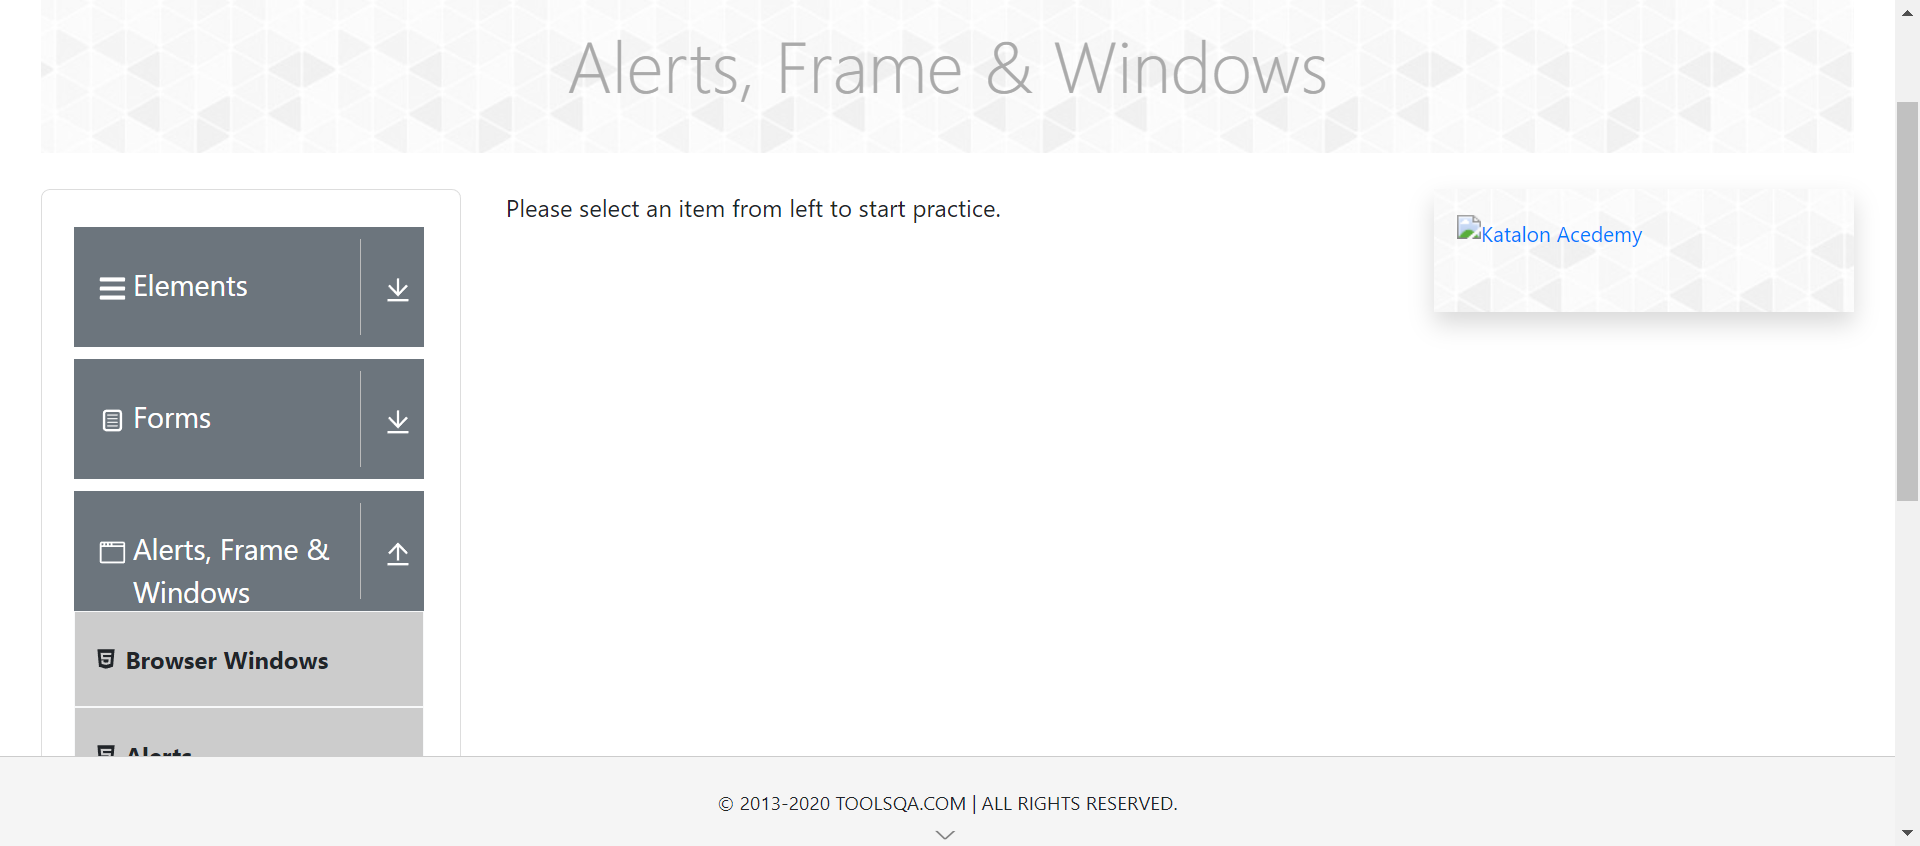 Alerts, Frame & Windows
Elements
Forms
Alerts, Frame &
Windows
Browser Windows
Alerts
Please select an item from left to start practice.
Katalon Acedemy
© 2013-2020 TOOLSQA.COM | ALL RIGHTS RESERVED.